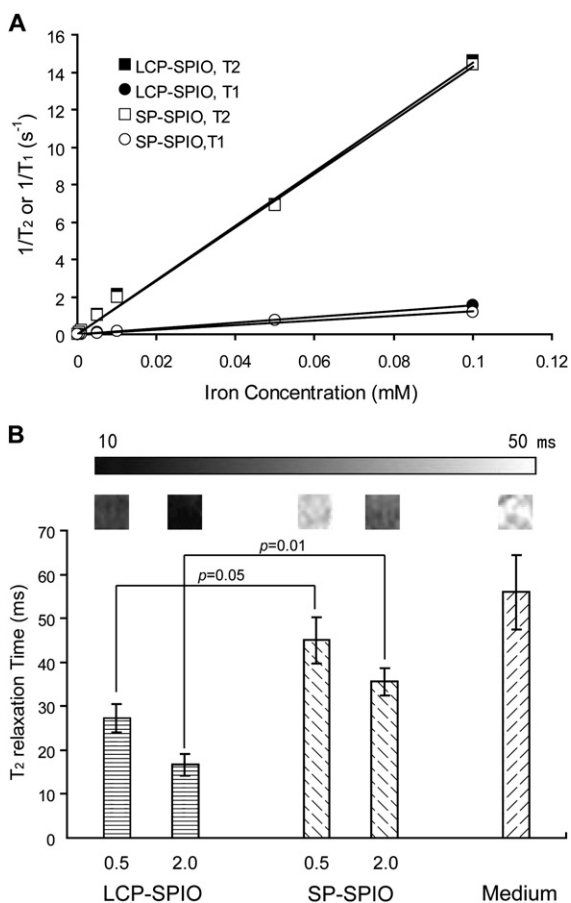 A
16
14
12
10
8
6
4
2
0
1/T2 or 1/T1 (s-1)
LCP-SPIO, T2
LCP-SPIO, T1
SP-SPIO, T2
SP-SPIO,T1
0 0.02 0.04 0.06 0.08 0.1 0.12
Iron Concentration (mM)
B
10 50 ms
70
60
50
40
30
20
10
0
T2 relaxation Time (ms)
p=0.01
p=0.05
0.5 2.0 0.5 2.0
LCP-SPIO SP-SPIO Medium